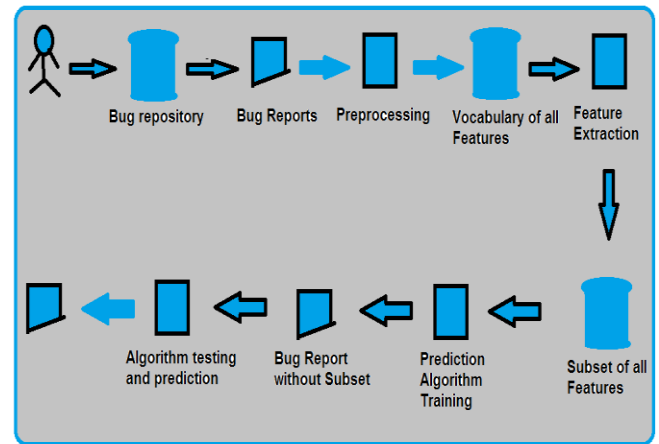 Bug repository
Bug Reports
Preprocessing
Vocabulary of all
Features
Feature
Extraction
Algorithm testing
and prediction
Bug Report
without Subset
Prediction
Algorithm
Training
Subset of all
Features